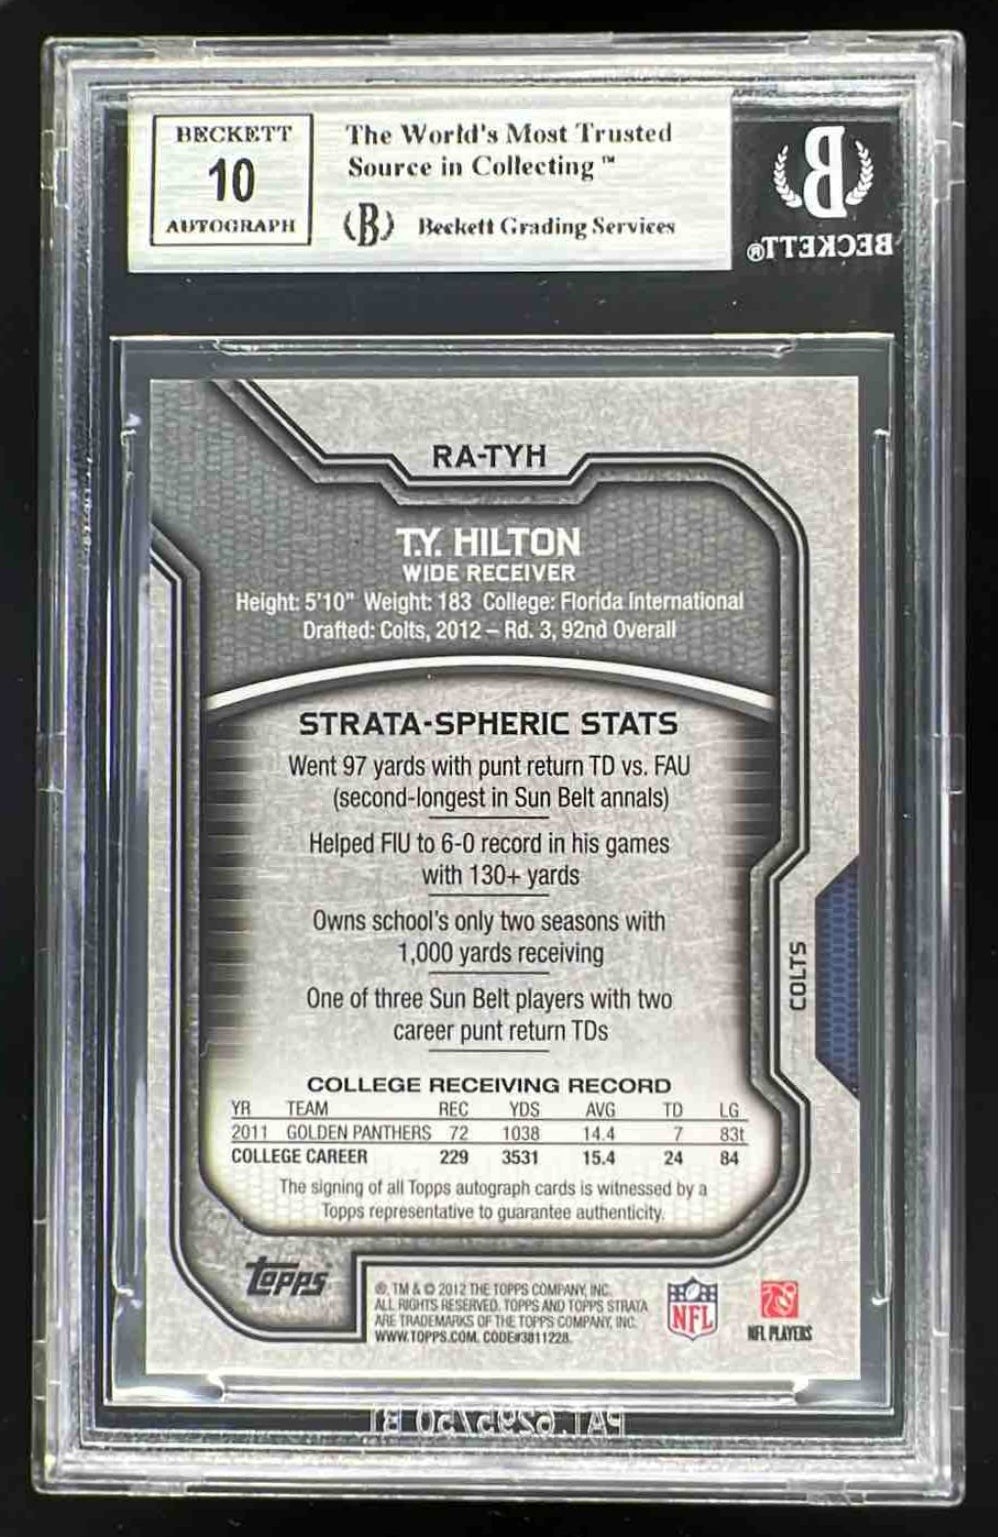 BECKETT
10
AUTOGRAPH
The World's Most Trusted
Source in Collecting ™
(B) Beckett Grading Services
B
BECKETT®
RA-TYH
T.Y. HILTON
WIDE RECEIVER
Height: 5'10" Weight: 183 College: Florida International
Drafted: Colts, 2012 – Rd. 3, 92nd Overall
STRATA-SPHERIC STATS
Went 97 yards with punt return TD vs. FAU
(second-longest in Sun Belt annals)
Helped FIU to 6-0 record in his games
with 130+ yards
Owns school's only two seasons with
1,000 yards receiving
One of three Sun Belt players with two
career punt return TDs
COLTS
COLLEGE RECEIVING RECORD
YR TEAM REC YDS AVG TD LG
2011 GOLDEN PANTHERS 72 1038 14.4 7 83t
COLLEGE CAREER 229 3531 15.4 24 84
The signing of all Topps autograph cards is witnessed by a
Topps representative to guarantee authenticity.
Topps
®, TM & © 2012 THE TOPPS COMPANY, INC.
ALL RIGHTS RESERVED. TOPPS AND TOPPS STRATA
ARE TRADEMARKS OF THE TOPPS COMPANY, INC.
WWW.TOPPS.COM. CODE#3811228.
NFL
NFL PLAYERS
PAT. 6295750 B1